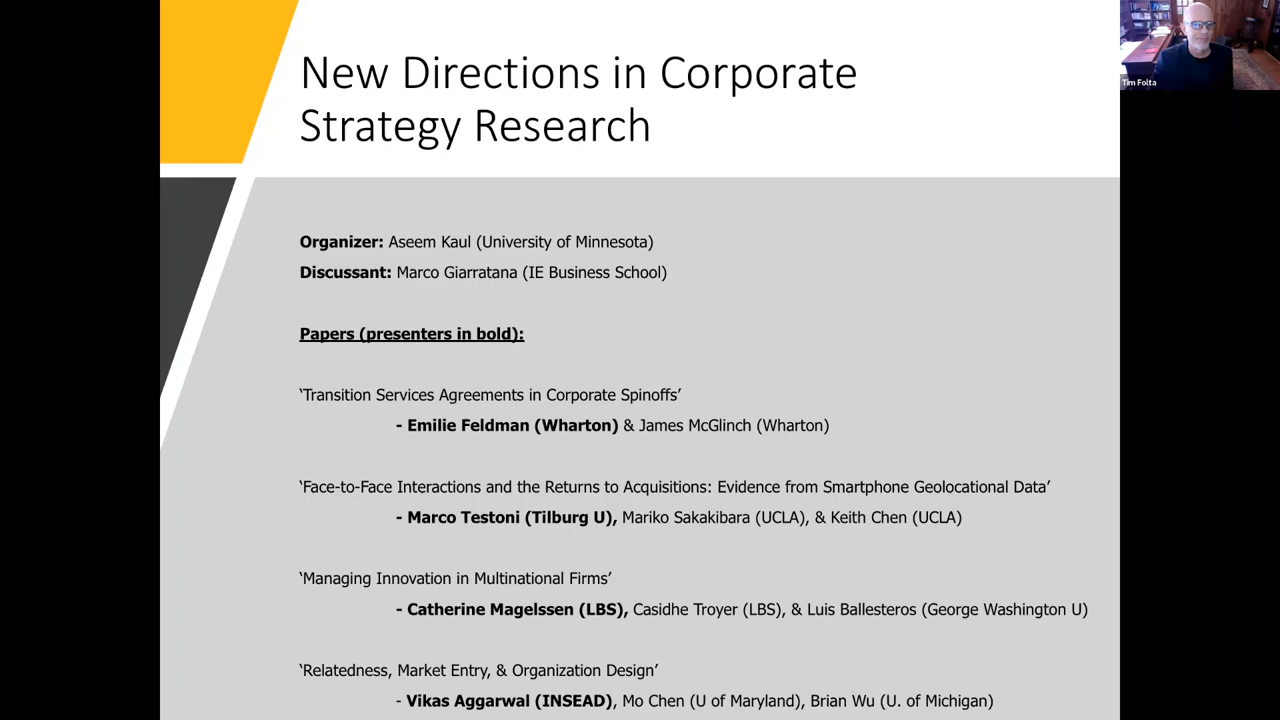 New Directions in Corporate
Strategy Research
Tim Folta
Organizer: Aseem Kaul (University of Minnesota)
Discussant: Marco Giarratana (IE Business School)
Papers (presenters in bold):
‘Transition Services Agreements in Corporate Spinoffs’
- Emilie Feldman (Wharton) & James McGlinch (Wharton)
‘Face-to-Face Interactions and the Returns to Acquisitions: Evidence from Smartphone Geolocational Data’
- Marco Testoni (Tilburg U), Mariko Sakakibara (UCLA), & Keith Chen (UCLA)
‘Managing Innovation in Multinational Firms’
- Catherine Magelssen (LBS), Casidhe Troyer (LBS), & Luis Ballesteros (George Washington U)
‘Relatedness, Market Entry, & Organization Design’
- Vikas Aggarwal (INSEAD), Mo Chen (U of Maryland), Brian Wu (U. of Michigan)